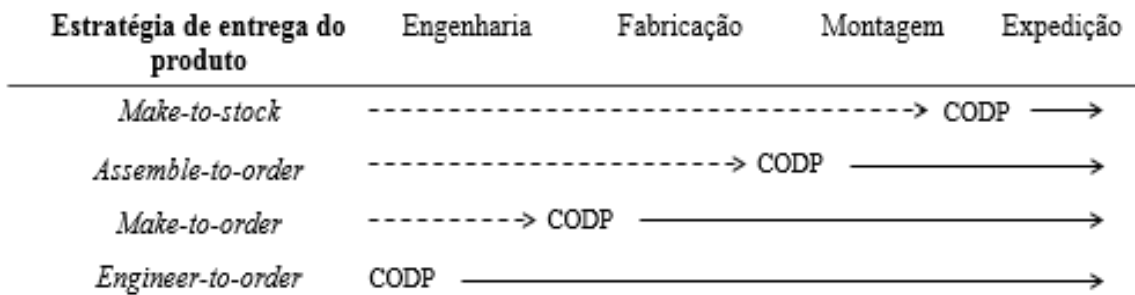 Estratégia de entrega do produto Engenharia Fabricação Montagem Expedição
Make-to-stock CODP
Assemble-to-order CODP
Make-to-order CODP
Engineer-to-order CODP